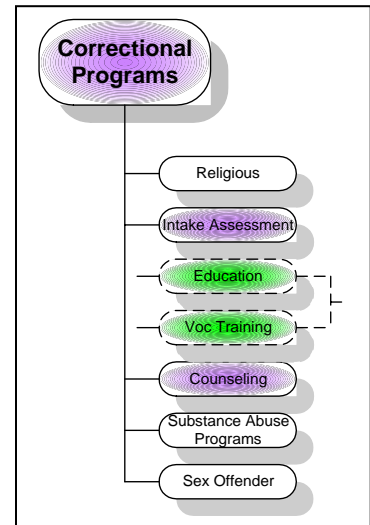 Correctional
Programs
Religious
Intake Assessment
Education
Voc Training
Counseling
Substance Abuse
Programs
Sex Offender